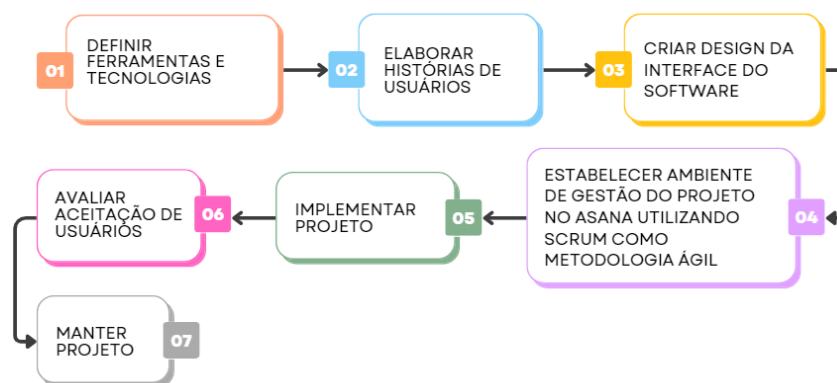 01
DEFINIR
FERRAMENTAS E
TECNOLOGIAS
02
ELABORAR
HISTÓRIAS DE
USUÁRIOS
03
CRIAR DESIGN DA
INTERFACE DO
SOFTWARE
ESTABELECER AMBIENTE
DE GESTÃO DO PROJETO
NO ASANA UTILIZANDO
SCRUM COMO
METODOLOGIA ÁGIL
04
IMPLEMENTAR
PROJETO
05
AVALIAR
ACEITAÇÃO DE
USUÁRIOS
06
MANTER
PROJETO
07